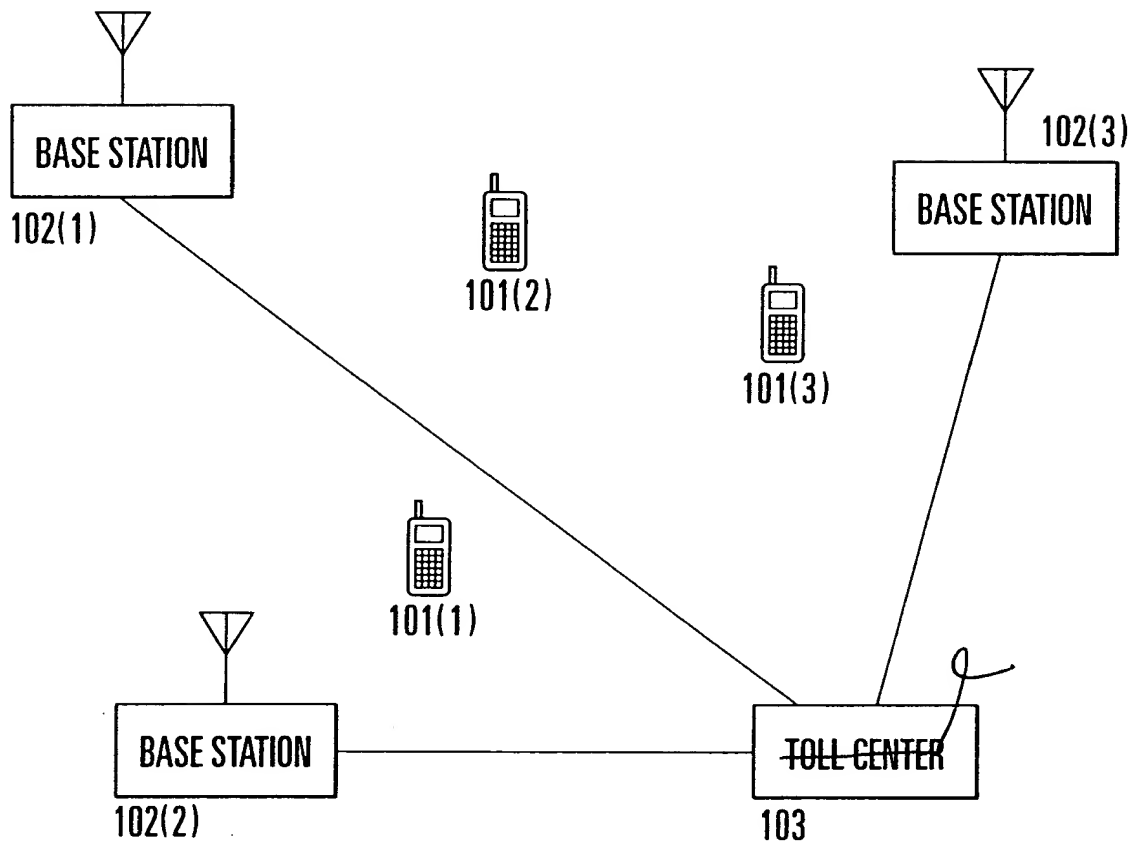 BASE STATION
102(1)
102(3)
BASE STATION
101(2)
101(3)
101(1)
BASE STATION
102(2)
TOLL CENTER
103